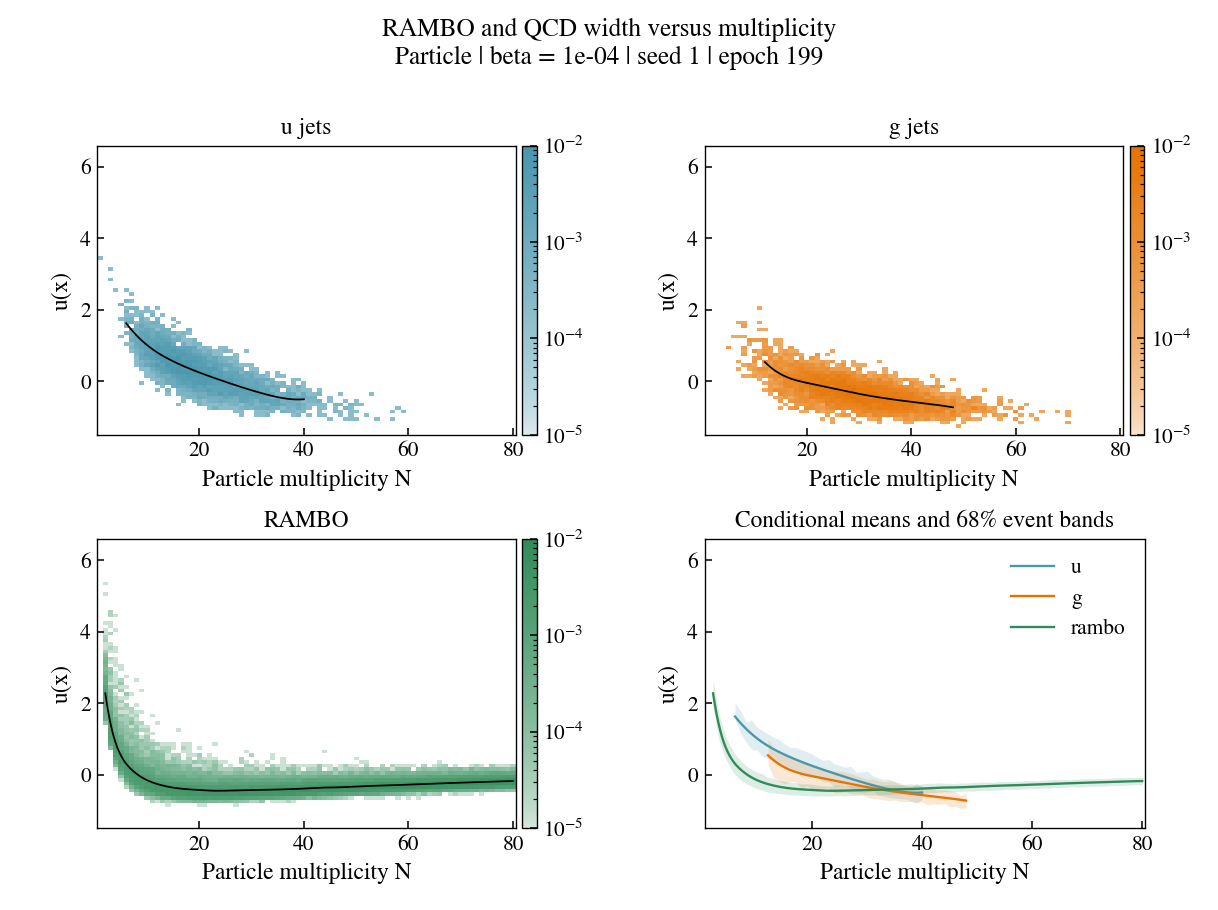 RAMBO and QCD width versus multiplicity
Particle | beta = 1e-04 | seed 1 | epoch 199
u jets
u(x)
6
4
2
0
20
40
60
80
Particle multiplicity N
10⁻²
10⁻³
10⁻⁴
10⁻⁵
g jets
u(x)
6
4
2
0
20
40
60
80
Particle multiplicity N
10⁻²
10⁻³
10⁻⁴
10⁻⁵
RAMBO
u(x)
6
4
2
0
20
40
60
80
Particle multiplicity N
10⁻²
10⁻³
10⁻⁴
10⁻⁵
Conditional means and 68% event bands
u(x)
6
4
2
0
u
g
rambo
20
40
60
80
Particle multiplicity N